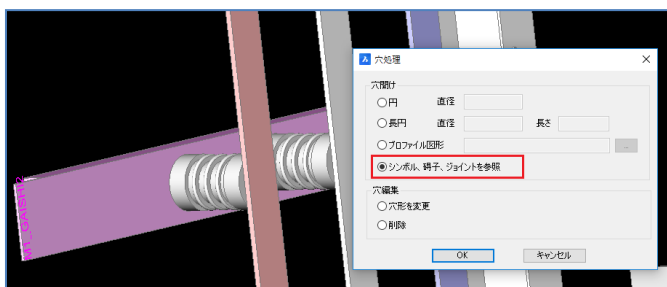 穴処理
穴開け
円 直径
長円 直径 長さ
プロファイル図形 ...
シンボル、碍子、ジョイントを参照
穴編集
穴形を変更
削除
OK キャンセル
M1_GAISHI2